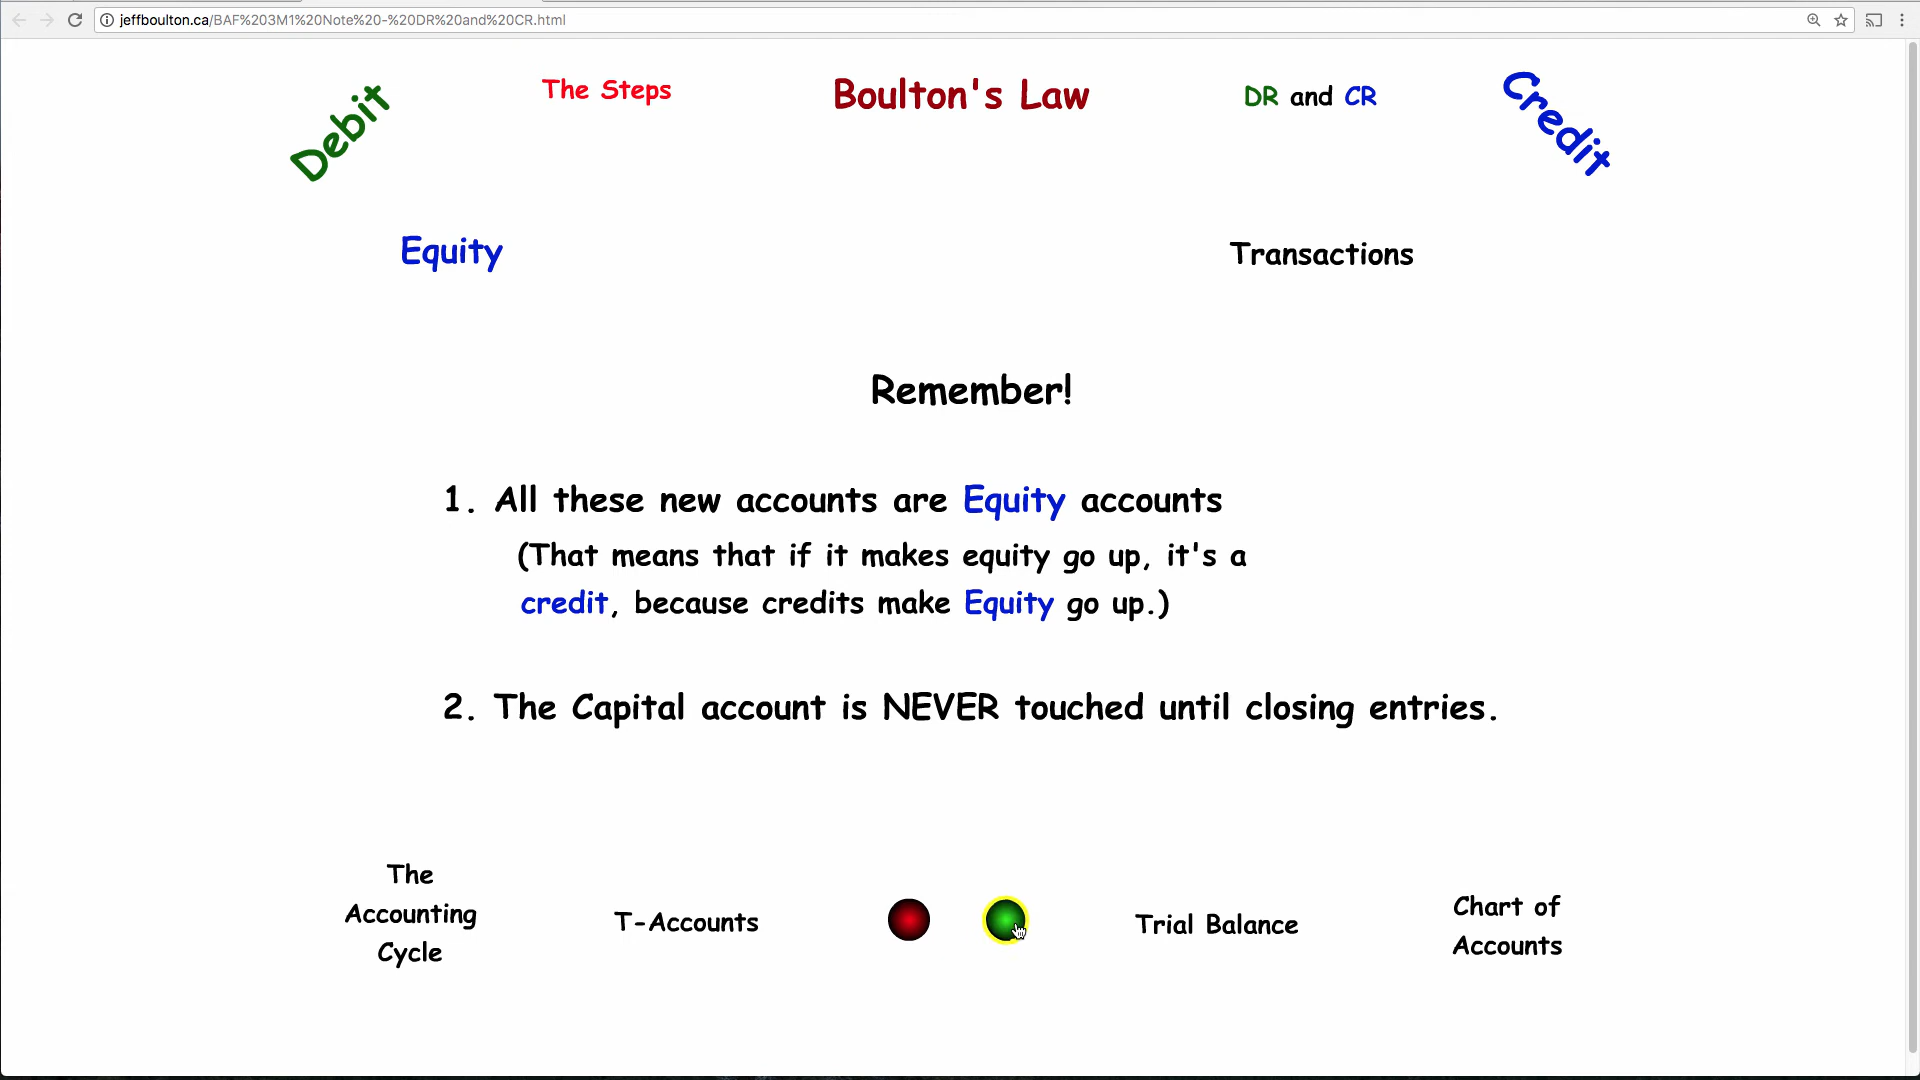 jeffboulton.ca/BAF%203M1%20Note%20-%20DR%20and%20CR.html
Debit
The Steps
Boulton's Law
DR and CR
Credit
Equity
Transactions
Remember!
1. All these new accounts are Equity accounts
(That means that if it makes equity go up, it's a
credit, because credits make Equity go up.)
2. The Capital account is NEVER touched until closing entries.
The
Accounting
Cycle
T-Accounts
Trial Balance
Chart of
Accounts